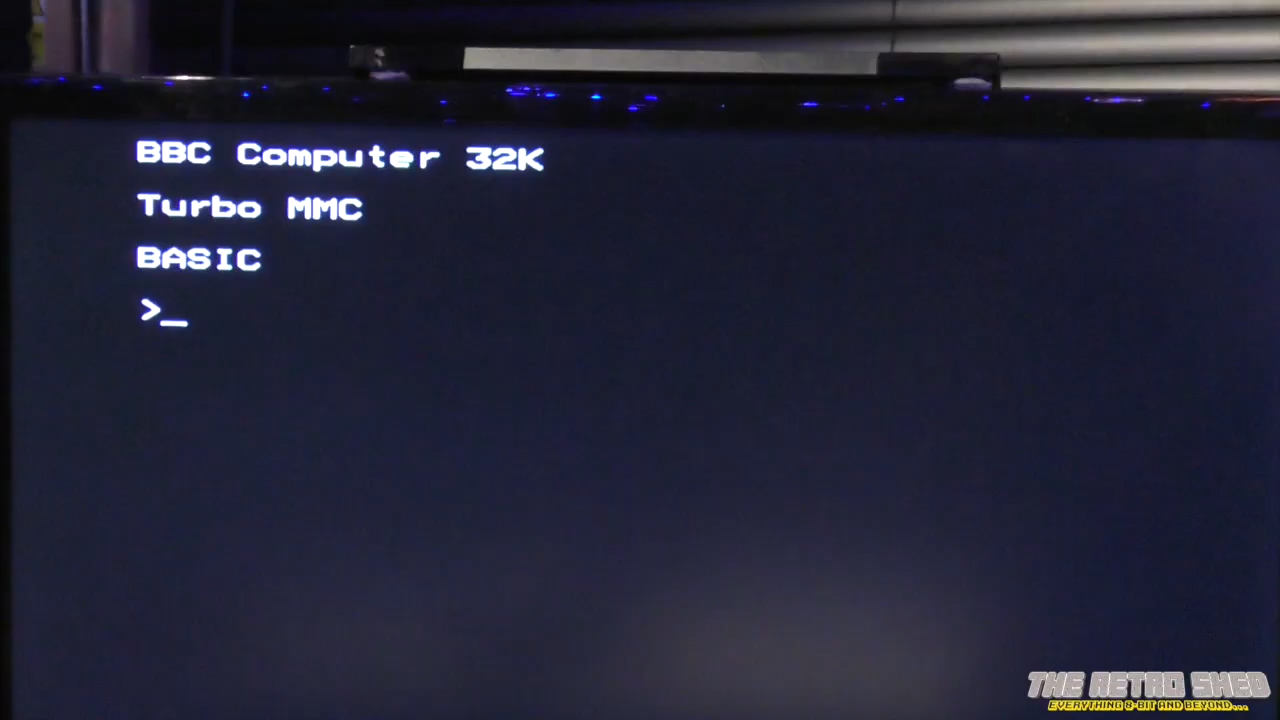 BBC Computer 32K
Turbo MMC
BASIC
>_
THE RETRO SHED
EVERYTHING 8-BIT AND BEYOND...